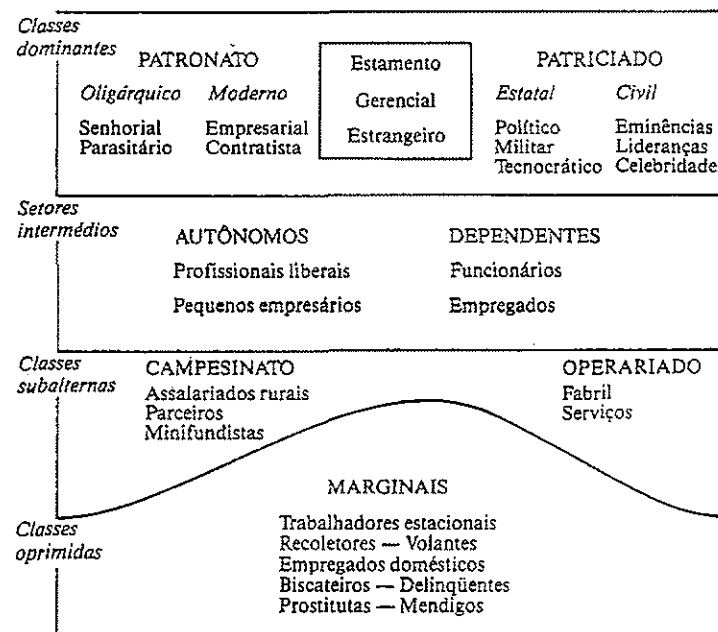 Classes
dominantes
PATRONATO
Oligárquico Moderno
Senhorial Empresarial
Parasitário Contratista
Estamento
Gerencial
Estrangeiro
PATRICIADO
Estatal Civil
Político Eminências
Militar Lideranças
Tecnocrático Celebridade
Setores
intermédios
AUTÔNOMOS
Profissionais liberais
Pequenos empresários
DEPENDENTES
Funcionários
Empregados
Classes
subalternas
CAMPESINATO
Assalariados rurais
Parceiros
Minifundistas
OPERARIADO
Fabril
Serviços
Classes
oprimidas
MARGINAIS
Trabalhadores estacionais
Recoletores — Volantes
Empregados domésticos
Biscateiros — Delinqüentes
Prostitutas — Mendigos